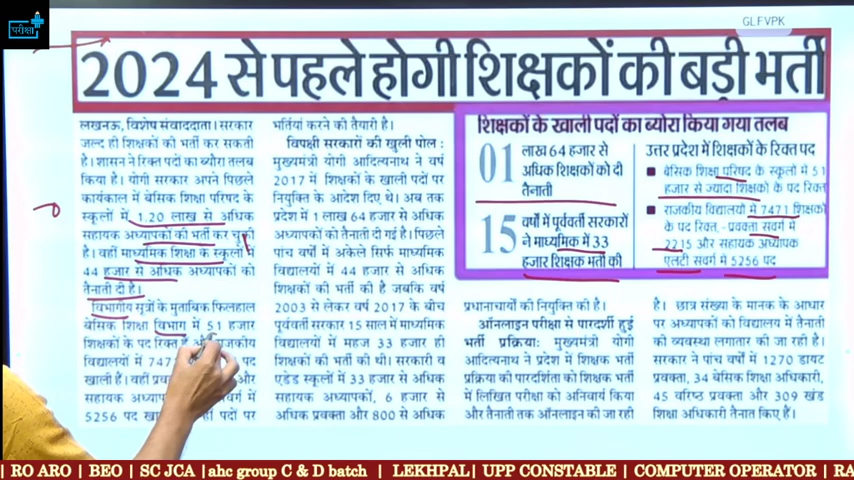 परीक्षा
GLFVPK
2024 से पहले होगी शिक्षकों की बड़ी भर्ती
लखनऊ, विशेष संवाददाता। सरकार
जल्द ही शिक्षकों की भर्ती कर सकती
है। शासन ने रिक्त पदों का ब्योरा तलब
किया है। योगी सरकार अपने पिछले
कार्यकाल में बेसिक शिक्षा परिषद के
स्कूलों में 1.20 लाख से अधिक
सहायक अध्यापकों की भर्ती कर चुकी
है। वहीं माध्यमिक शिक्षा के स्कूलों में
44 हजार से अधिक अध्यापकों को
तैनाती दी है।
विभागीय सूत्रों के मुताबिक फिलहाल
बेसिक शिक्षा विभाग में 51 हजार
शिक्षकों के पद रिक्त हैं और राजकीय
विद्यालयों में 747 पद
खाली हैं। वहीं और
सहायक अध्या में
5256 पद पदों पर
भर्तियां करने की तैयारी है।
विपक्षी सरकारों की खुली पोल :
मुख्यमंत्री योगी आदित्यनाथ ने वर्ष
2017 में शिक्षकों के खाली पदों पर
नियुक्ति के आदेश दिए थे। अब तक
प्रदेश में 1 लाख 64 हजार से अधिक
अध्यापकों को तैनाती दी गई है। पिछले
पांच वर्षों में अकेले सिर्फ माध्यमिक
विद्यालयों में 44 हजार से अधिक
शिक्षकों की भर्ती की है जबकि वर्ष
2003 से लेकर वर्ष 2017 के बीच
पूर्ववर्ती सरकार 15 साल में माध्यमिक
विद्यालयों में महज 33 हजार ही
शिक्षकों की भर्ती की थी। सरकारी व
एडेड स्कूलों में 33 हजार से अधिक
सहायक अध्यापकों, 6 हजार से
अधिक प्रवक्ता और 800 से अधिक
शिक्षकों के खाली पदों का ब्योरा किया गया तलब
01 लाख 64 हजार से
अधिक शिक्षकों को दी
तैनाती
15 वर्षों में पूर्ववर्ती सरकारों
ने माध्यमिक में 33
हजार शिक्षक भर्ती की
उत्तर प्रदेश में शिक्षकों के रिक्त पद
■ बेसिक शिक्षा परिषद के स्कूलों में 51
हजार से ज्यादा शिक्षकों के पद रिक्त
■ राजकीय विद्यालयों में 7471 शिक्षकों
के पद रिक्त, - प्रवक्ता संवर्ग में
2215 और सहायक अध्यापक
एलटी संवर्ग में 5256 पद
प्रधानाचार्यों की नियुक्ति की है।
ऑनलाइन परीक्षा से पारदर्शी हुई
भर्ती प्रक्रिया: मुख्यमंत्री योगी
आदित्यनाथ ने प्रदेश में शिक्षक भर्ती
प्रक्रिया की पारदर्शिता को शिक्षक भर्ती
में लिखित परीक्षा को अनिवार्य किया
और तैनाती तक ऑनलाइन की जा रही
है। छात्र संख्या के मानक के आधार
पर अध्यापकों को विद्यालय में तैनाती
की व्यवस्था लगातार की जा रही है।
सरकार ने पांच वर्षों में 1270 डायट
प्रवक्ता, 34 बेसिक शिक्षा अधिकारी,
45 वरिष्ठ प्रवक्ता और 309 खंड
शिक्षा अधिकारी तैनात किए हैं।
| RO ARO | BEO | SC JCA |ahc group C & D batch | LEKHPAL| UPP CONSTABLE | COMPUTER OPERATOR | RA